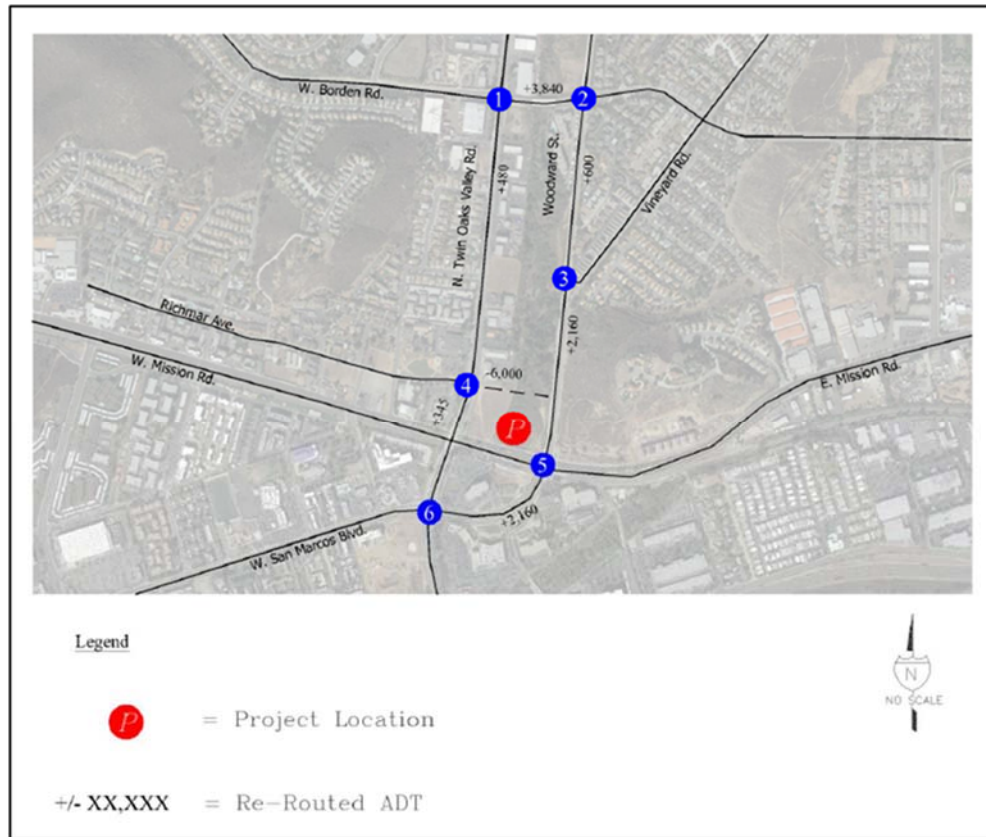 W. Borden Rd.
1
+3,840
2
N. Twin Oaks Valley Rd.
+480
Woodward St.
+600
Vineyard Rd.
3
+2,160
Richmar Ave.
W. Mission Rd.
4
-6,000
+345
P
E. Mission Rd.
5
6
+2,160
W. San Marcos Blvd.
Legend
P = Project Location
+/- XX,XXX = Re-Routed ADT
N
NO SCALE